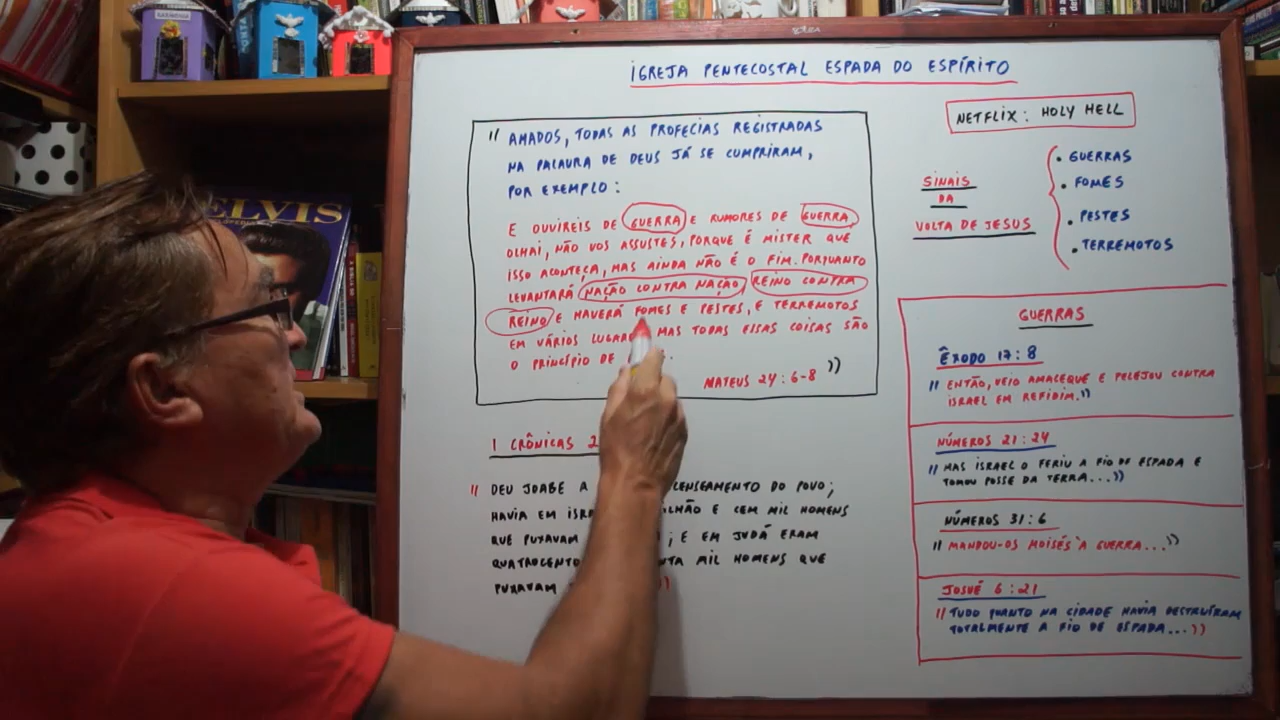 ELVIS
IGREJA PENTECOSTAL ESPADA DO ESPÍRITO
" AMADOS, TODAS AS PROFECIAS REGISTRADAS
NA PALAVRA DE DEUS JÁ SE CUMPRIRAM,
POR EXEMPLO:
E OUVIREIS DE GUERRA E RUMORES DE GUERRA
OLHAI, NÃO VOS ASSUSTES, PORQUE É MISTER QUE
ISSO ACONTEÇA, MAS AINDA NÃO É O FIM. PORQUANTO
LEVANTARÁ NAÇÃO CONTRA NAÇÃO, REINO CONTRA
REINO E HAVERÁ FOMES E PESTES, E TERREMOTOS
EM VÁRIOS LUGAR MAS TODAS ESSAS COISAS SÃO
O PRINCÍPIO DE
MATEUS 24:6-8 "
1 CRÔNICAS 2
" DEU JOABE A CENSEAMENTO DO POVO;
HAVIA EM ISRA ILHÃO E CEM MIL HOMENS
QUE PUXAVAM ; E EM JUDÁ ERAM
QUATROCENTO NTA MIL HOMENS QUE
PUXAVAM "
NETFLIX: HOLY HELL
SINAIS
DA
VOLTA DE JESUS
• GUERRAS
• FOMES
• PESTES
• TERREMOTOS
GUERRAS
ÊXODO 17:8
" ENTÃO, VEIO AMALEQUE E PELEJOU CONTRA
ISRAEL EM REFIDIM."
NÚMEROS 21:24
" MAS ISRAEL O FERIU A FIO DE ESPADA E
TOMOU POSSE DA TERRA..."
NÚMEROS 31:6
" MANDOU-OS MOISÉS À GUERRA..."
JOSUÉ 6:21
" TUDO QUANTO NA CIDADE HAVIA DESTRUÍRAM
TOTALMENTE A FIO DE ESPADA..."